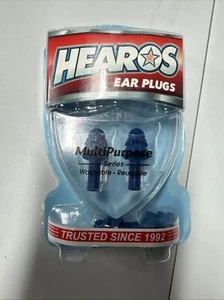 HEAROS
EAR PLUGS
MultiPurpose
Series
Washable • Reusable
TRUSTED SINCE 1992